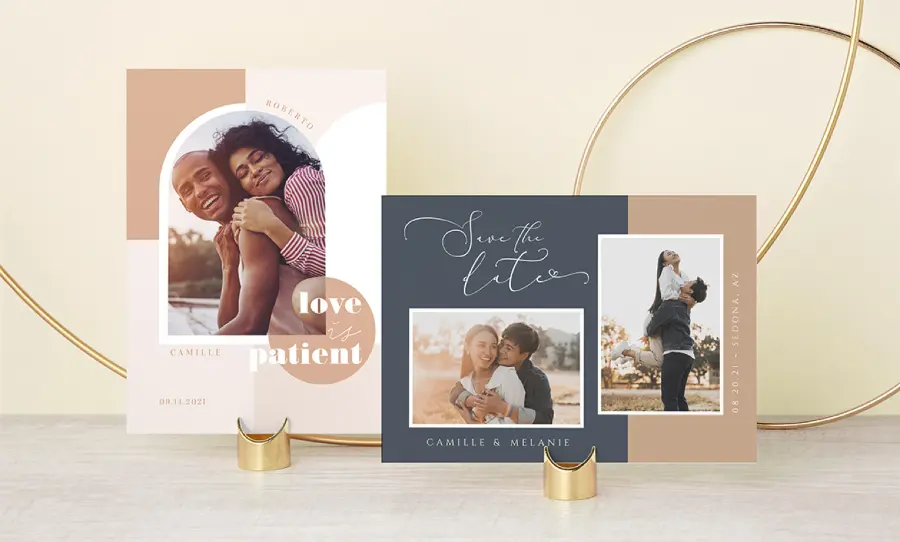 ROBERTO
love
is
patient
CAMILLE
09.11.2021
Save the
date
CAMILLE & MELANIE
08 20 21 – SEDONA, AZ